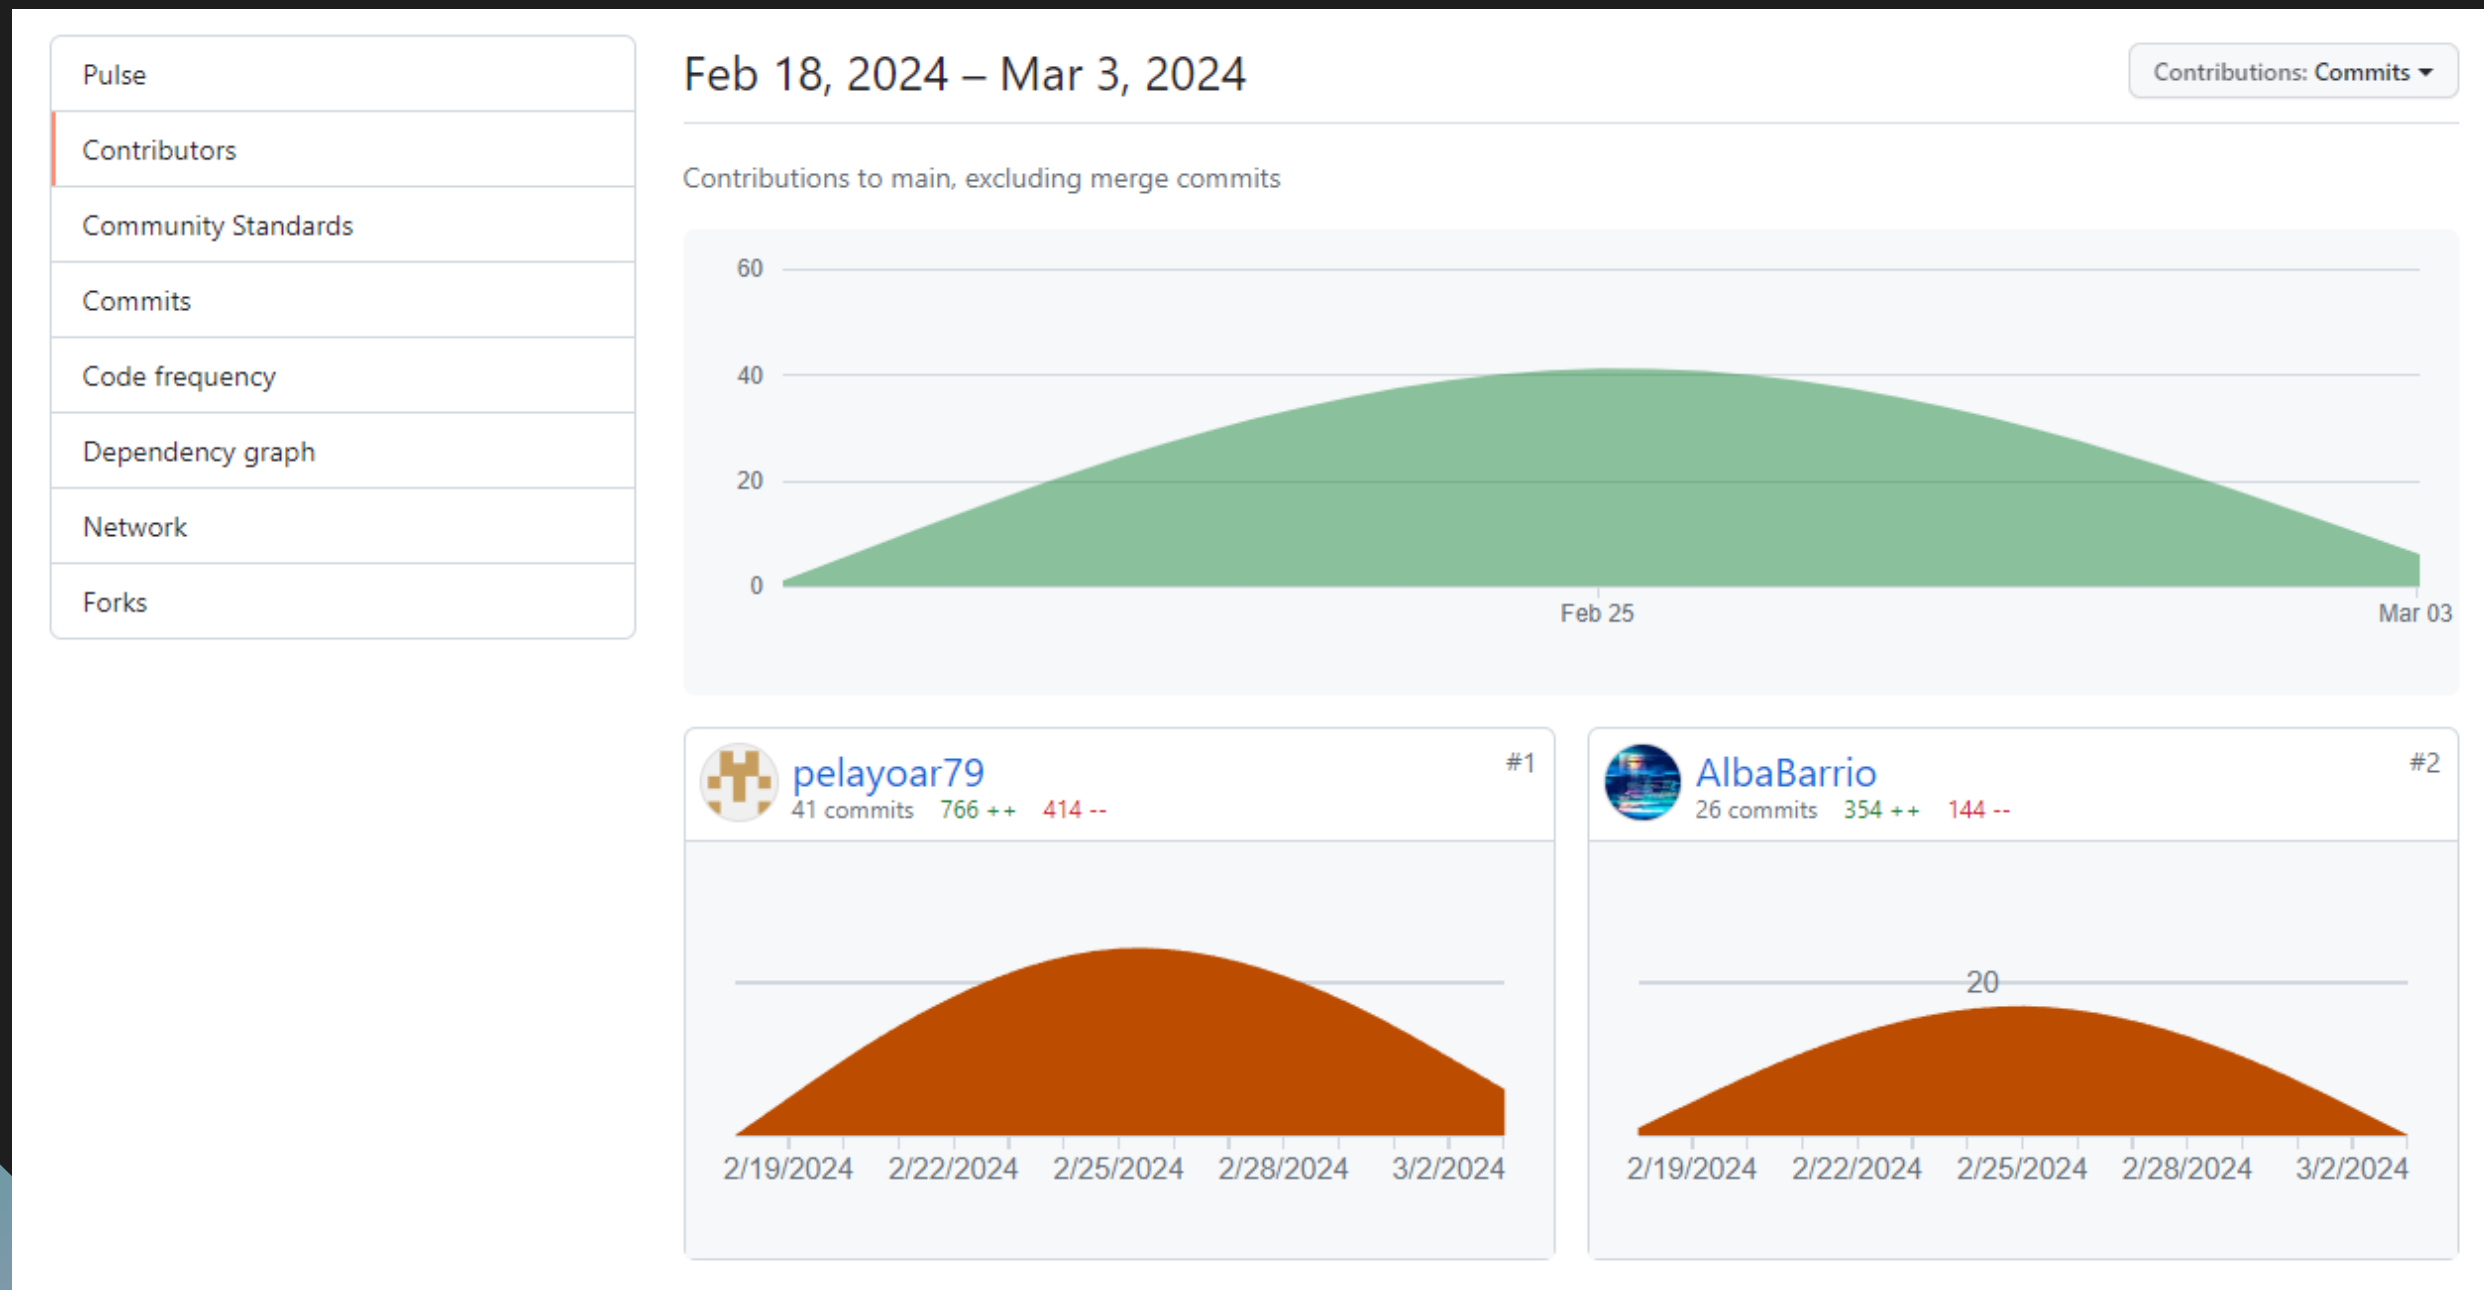 Pulse
Contributors
Community Standards
Commits
Code frequency
Dependency graph
Network
Forks
Feb 18, 2024 – Mar 3, 2024
Contributions: Commits
Contributions to main, excluding merge commits
60
40
20
0
Feb 25 Mar 03
pelayoar79 #1
41 commits 766 ++ 414 --
2/19/2024 2/22/2024 2/25/2024 2/28/2024 3/2/2024
AlbaBarrio #2
26 commits 354 ++ 144 --
20
2/19/2024 2/22/2024 2/25/2024 2/28/2024 3/2/2024